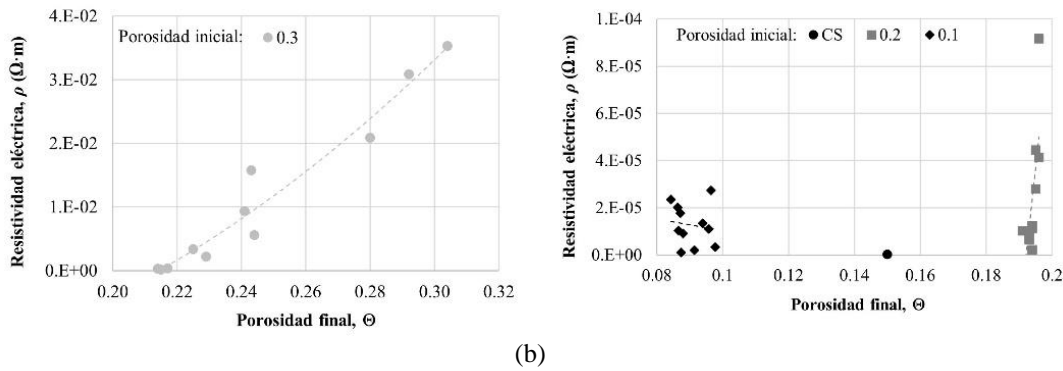 Porosidad inicial: 0.3
Resistividad eléctrica, ρ (Ω·m)
4.E-02
3.E-02
2.E-02
1.E-02
0.E+00
0.20 0.22 0.24 0.26 0.28 0.30 0.32
Porosidad final, Θ
Porosidad inicial: CS 0.2 0.1
Resistividad eléctrica, ρ (Ω·m)
1.E-04
8.E-05
6.E-05
4.E-05
2.E-05
0.E+00
0.08 0.1 0.12 0.14 0.16 0.18 0.2
Porosidad final, Θ
(b)